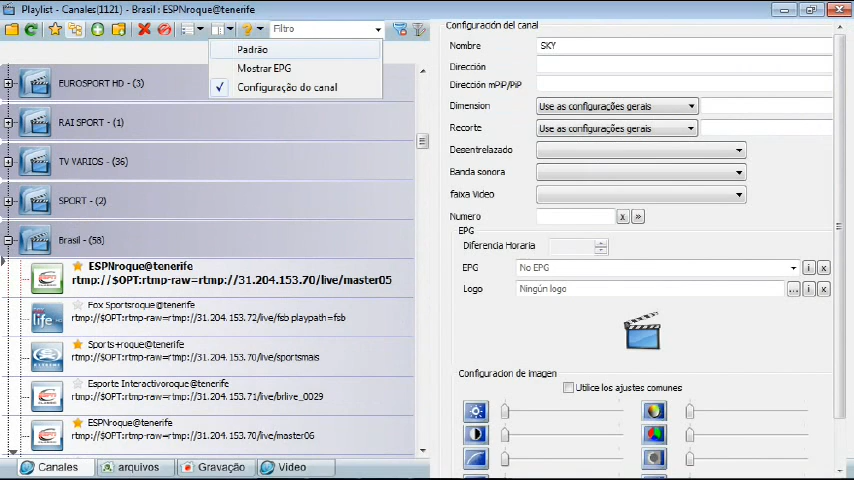 Playlist - Canales(1121) - Brasil : ESPNroque@tenerife
Filtro
Padrão
Mostrar EPG
Configuração do canal
EUROSPORT HD - (3)
RAI SPORT - (1)
TV VARIOS - (36)
SPORT - (2)
Brasil - (58)
ESPNroque@tenerife
rtmp://$OPT:rtmp-raw=rtmp://31.204.153.70/live/master05
Fox Sportsroque@tenerife
rtmp://$OPT:rtmp-raw=rtmp://31.204.153.72/live/fsb playpath=fsb
Sports+roque@tenerife
rtmp://$OPT:rtmp-raw=rtmp://31.204.152.77/live/sportsmais
Esporte Interactivoroque@tenerife
rtmp://$OPT:rtmp-raw=rtmp://31.204.153.71/live/brlive_0029
ESPNroque@tenerife
rtmp://$OPT:rtmp-raw=rtmp://31.204.153.70/live/master06
Canales
arquivos
Gravação
Video
Configuración del canal
Nombre SKY
Dirección
Dirección mPiP/PiP
Dimension Use as configurações gerais
Recorte Use as configurações gerais
Desentrelazado
Banda sonora
faixa Video
Numero x »
EPG
Diferencia Horaria
EPG No EPG i x
Logo Ningún logo ... i x
Configuracion de imagen
Utilice los ajustes comunes